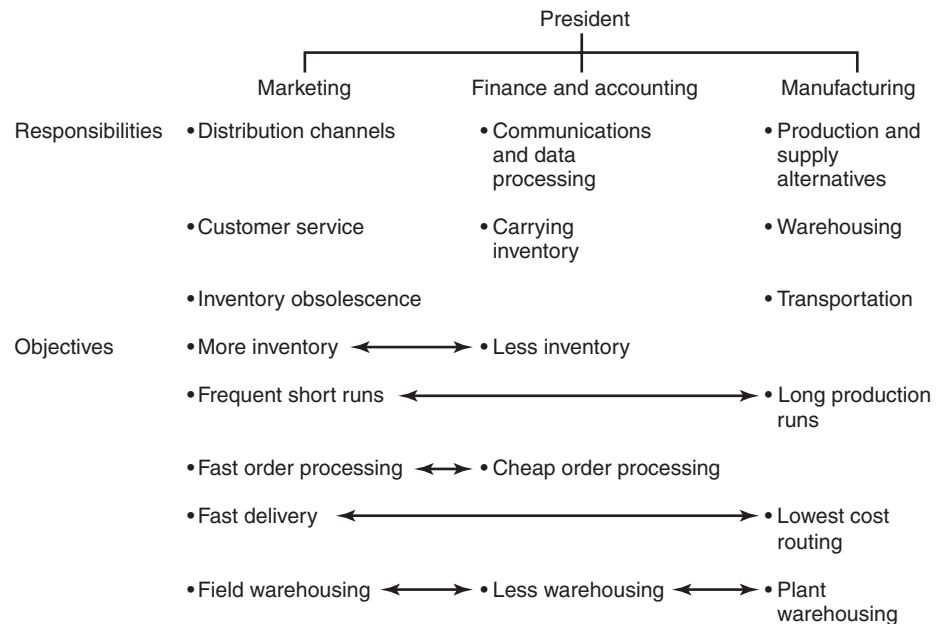 President
Marketing Finance and accounting Manufacturing
Responsibilities • Distribution channels • Communications • Production and
and data supply
processing alternatives
• Customer service • Carrying • Warehousing
inventory
• Inventory obsolescence • Transportation
Objectives • More inventory • Less inventory
• Frequent short runs • Long production
runs
• Fast order processing • Cheap order processing
• Fast delivery • Lowest cost
routing
• Field warehousing • Less warehousing • Plant
warehousing